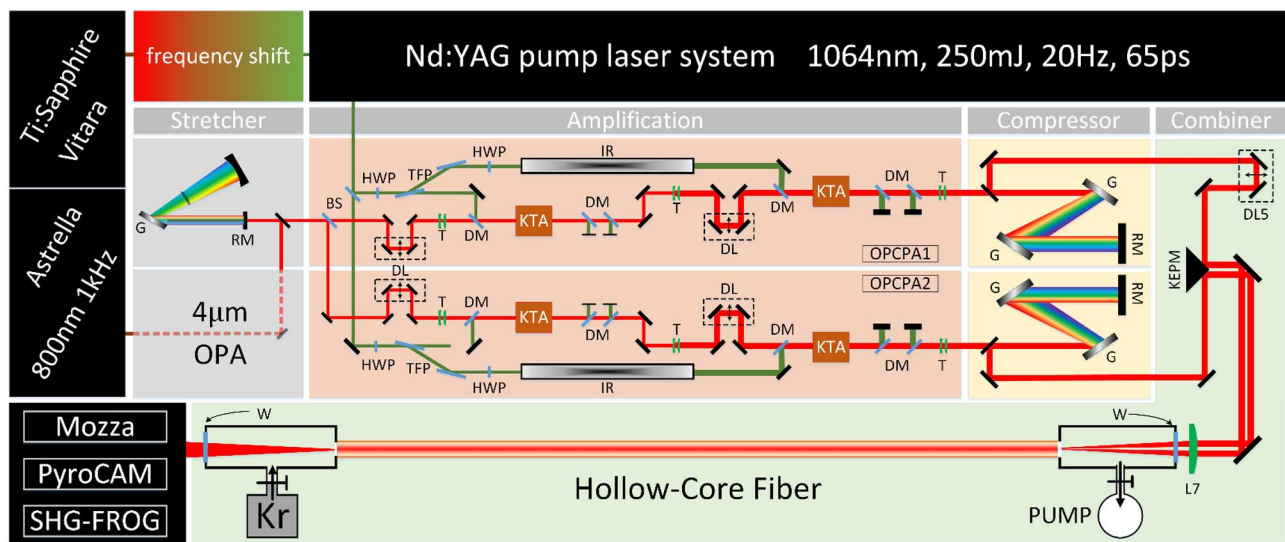 Ti:Sapphire
Vitara
frequency shift
Nd:YAG pump laser system 1064nm, 250mJ, 20Hz, 65ps
Stretcher
Amplification
Compressor
Combiner
IR
HWP
HWP
TFP
BS
G
RM
T
DM
KTA
DM
T
DM
KTA
DM
T
G
G
RM
DL5
DL
DL
OPCPA1
Astrella
800nm 1kHz
4μm
OPA
OPCPA2
DL
DM
T
KTA
DM
T
DM
KTA
DM
T
G
G
RM
KEPM
HWP
TFP
HWP
IR
Mozza
PyroCAM
SHG-FROG
W
W
L7
Hollow-Core Fiber
Kr
PUMP